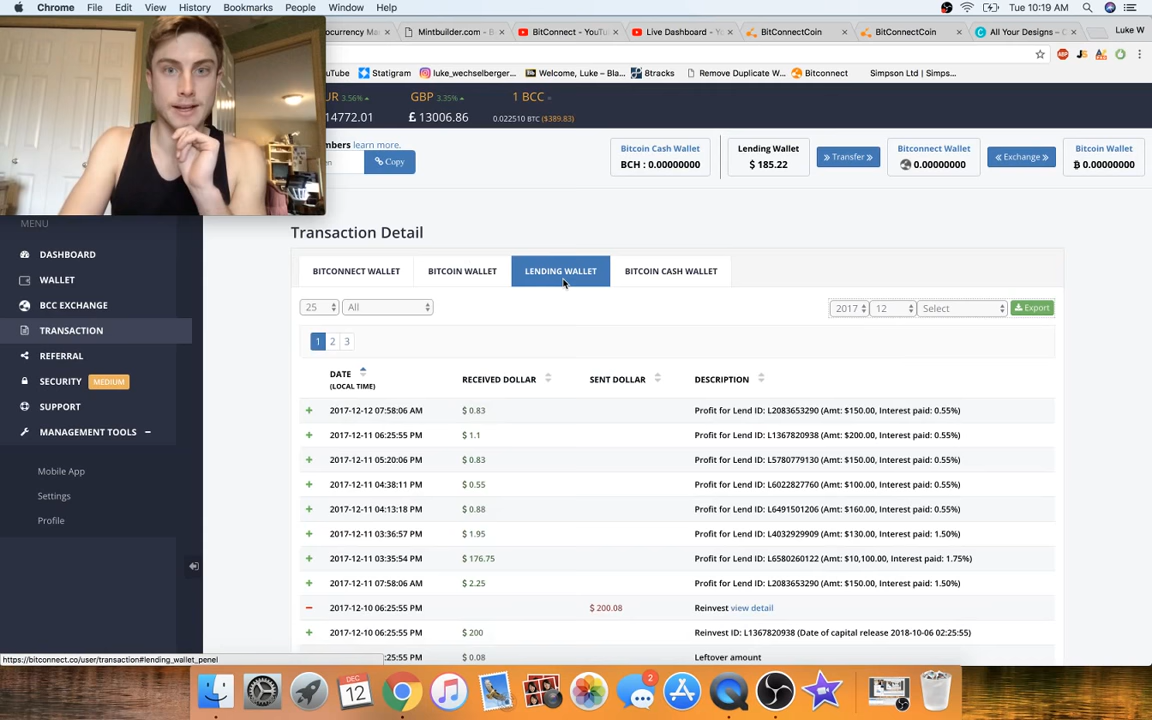 Chrome File Edit View History Bookmarks People Window Help Tue 10:19 AM
Mintbuilder.com - B BitConnect - YouTu Live Dashboard - Y BitConnectCoin BitConnectCoin All Your Designs - C Luke W
Statigram luke_wechselberger... Welcome, Luke – Bla... Btracks Remove Duplicate W... Bitconnect Simpson Ltd | Simps...
3.56% GBP 3.35% 1 BCC
14772.01 £ 13006.86 0.022510 BTC ($389.83)
learn more.
Copy
Bitcoin Cash Wallet Lending Wallet Bitconnect Wallet Bitcoin Wallet
BCH : 0.00000000 $ 185.22 Transfer 0.00000000 Exchange 0.00000000
MENU
Transaction Detail
DASHBOARD
BITCONNECT WALLET BITCOIN WALLET LENDING WALLET BITCOIN CASH WALLET
WALLET
BCC EXCHANGE
25 All 2017 12 Select Export
TRANSACTION
1 2 3
REFERRAL
DATE RECEIVED DOLLAR SENT DOLLAR DESCRIPTION
(LOCAL TIME)
SECURITY MEDIUM
SUPPORT
MANAGEMENT TOOLS
Mobile App
Settings
Profile
+ 2017-12-12 07:58:06 AM $ 0.83 Profit for Lend ID: L2083653290 (Amt: $150.00, Interest paid: 0.55%)
+ 2017-12-11 06:25:55 PM $ 1.1 Profit for Lend ID: L1367820938 (Amt: $200.00, Interest paid: 0.55%)
+ 2017-12-11 05:20:06 PM $ 0.83 Profit for Lend ID: L5780779130 (Amt: $150.00, Interest paid: 0.55%)
+ 2017-12-11 04:38:11 PM $ 0.55 Profit for Lend ID: L6022827760 (Amt: $100.00, Interest paid: 0.55%)
+ 2017-12-11 04:13:18 PM $ 0.88 Profit for Lend ID: L6491501206 (Amt: $160.00, Interest paid: 0.55%)
+ 2017-12-11 03:36:57 PM $ 1.95 Profit for Lend ID: L4032929909 (Amt: $130.00, Interest paid: 1.50%)
+ 2017-12-11 03:35:54 PM $ 176.75 Profit for Lend ID: L6580260122 (Amt: $10,100.00, Interest paid: 1.75%)
+ 2017-12-11 07:58:06 AM $ 2.25 Profit for Lend ID: L2083653290 (Amt: $150.00, Interest paid: 1.50%)
− 2017-12-10 06:25:55 PM $ 200.08 Reinvest view detail
+ 2017-12-10 06:25:55 PM $ 200 Reinvest ID: L1367820938 (Date of capital release 2018-10-06 02:25:55)
:25:55 PM $ 0.08 Leftover amount
https://bitconnect.co/user/transaction#lending_wallet_penel
DEC
12
2